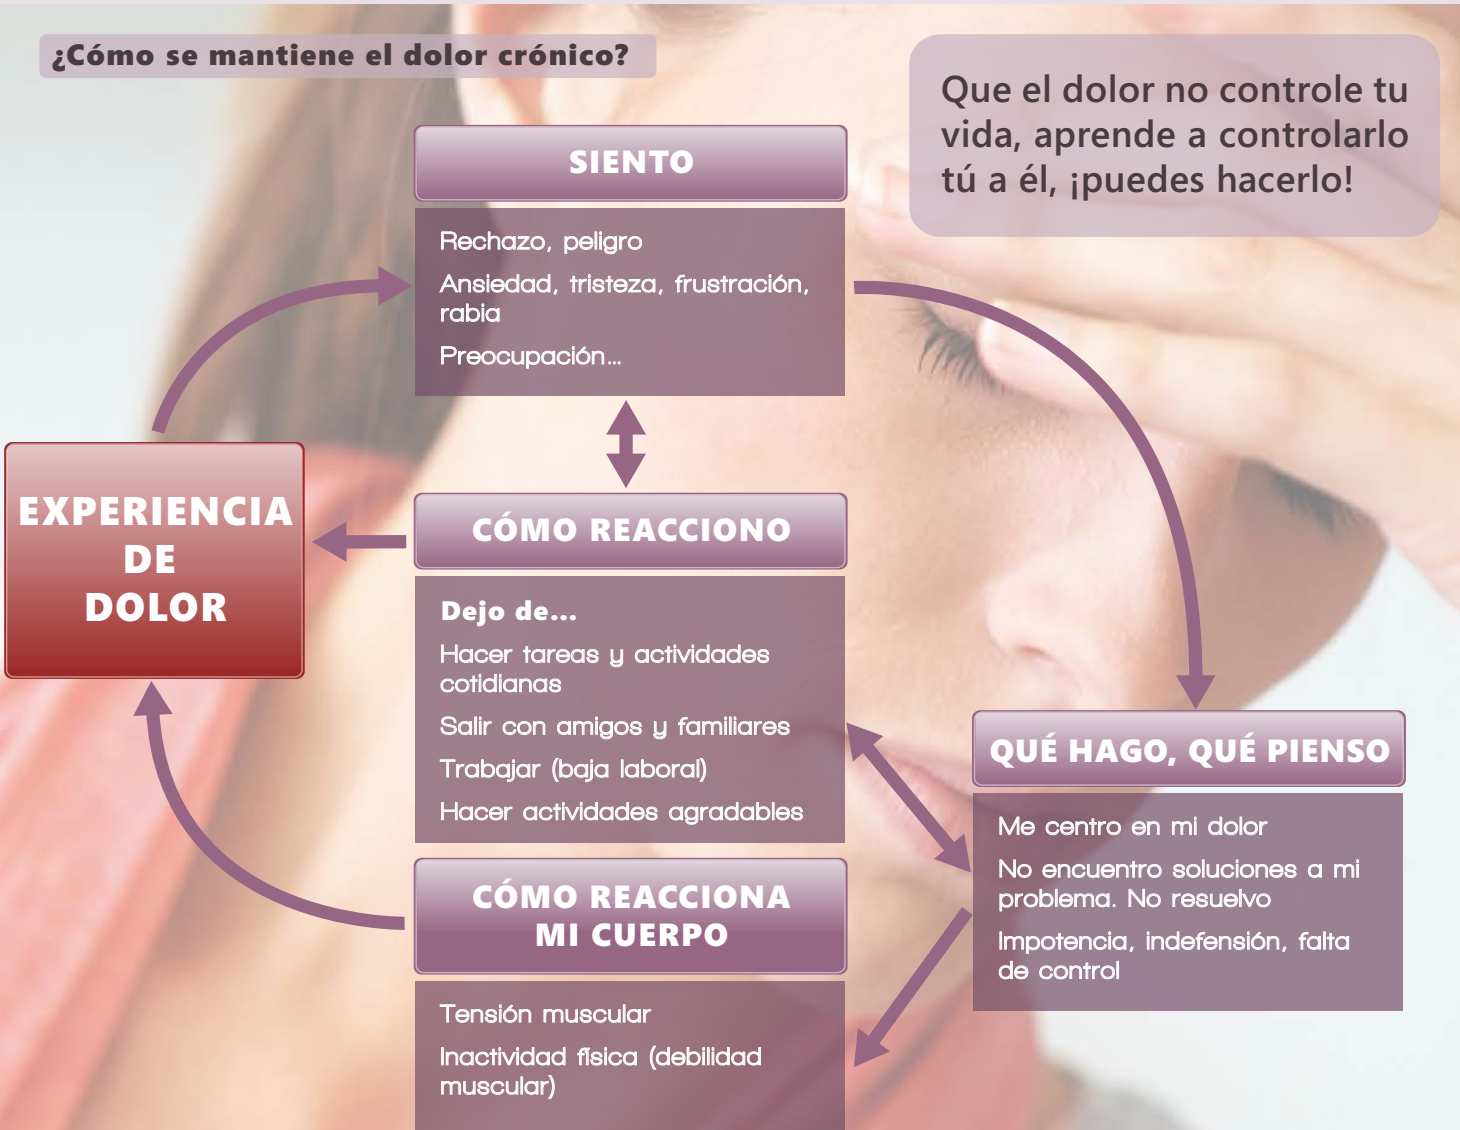 ¿Cómo se mantiene el dolor crónico?
Que el dolor no controle tu
vida, aprende a controlarlo
tú a él, ¡puedes hacerlo!
SIENTO
Rechazo, peligro
Ansiedad, tristeza, frustración,
rabia
Preocupación...
EXPERIENCIA
DE
DOLOR
CÓMO REACCIONO
Dejo de...
Hacer tareas y actividades
cotidianas
Salir con amigos y familiares
Trabajar (baja laboral)
Hacer actividades agradables
QUÉ HAGO, QUÉ PIENSO
Me centro en mi dolor
No encuentro soluciones a mi
problema. No resuelvo
Impotencia, indefensión, falta
de control
CÓMO REACCIONA
MI CUERPO
Tensión muscular
Inactividad física (debilidad
muscular)